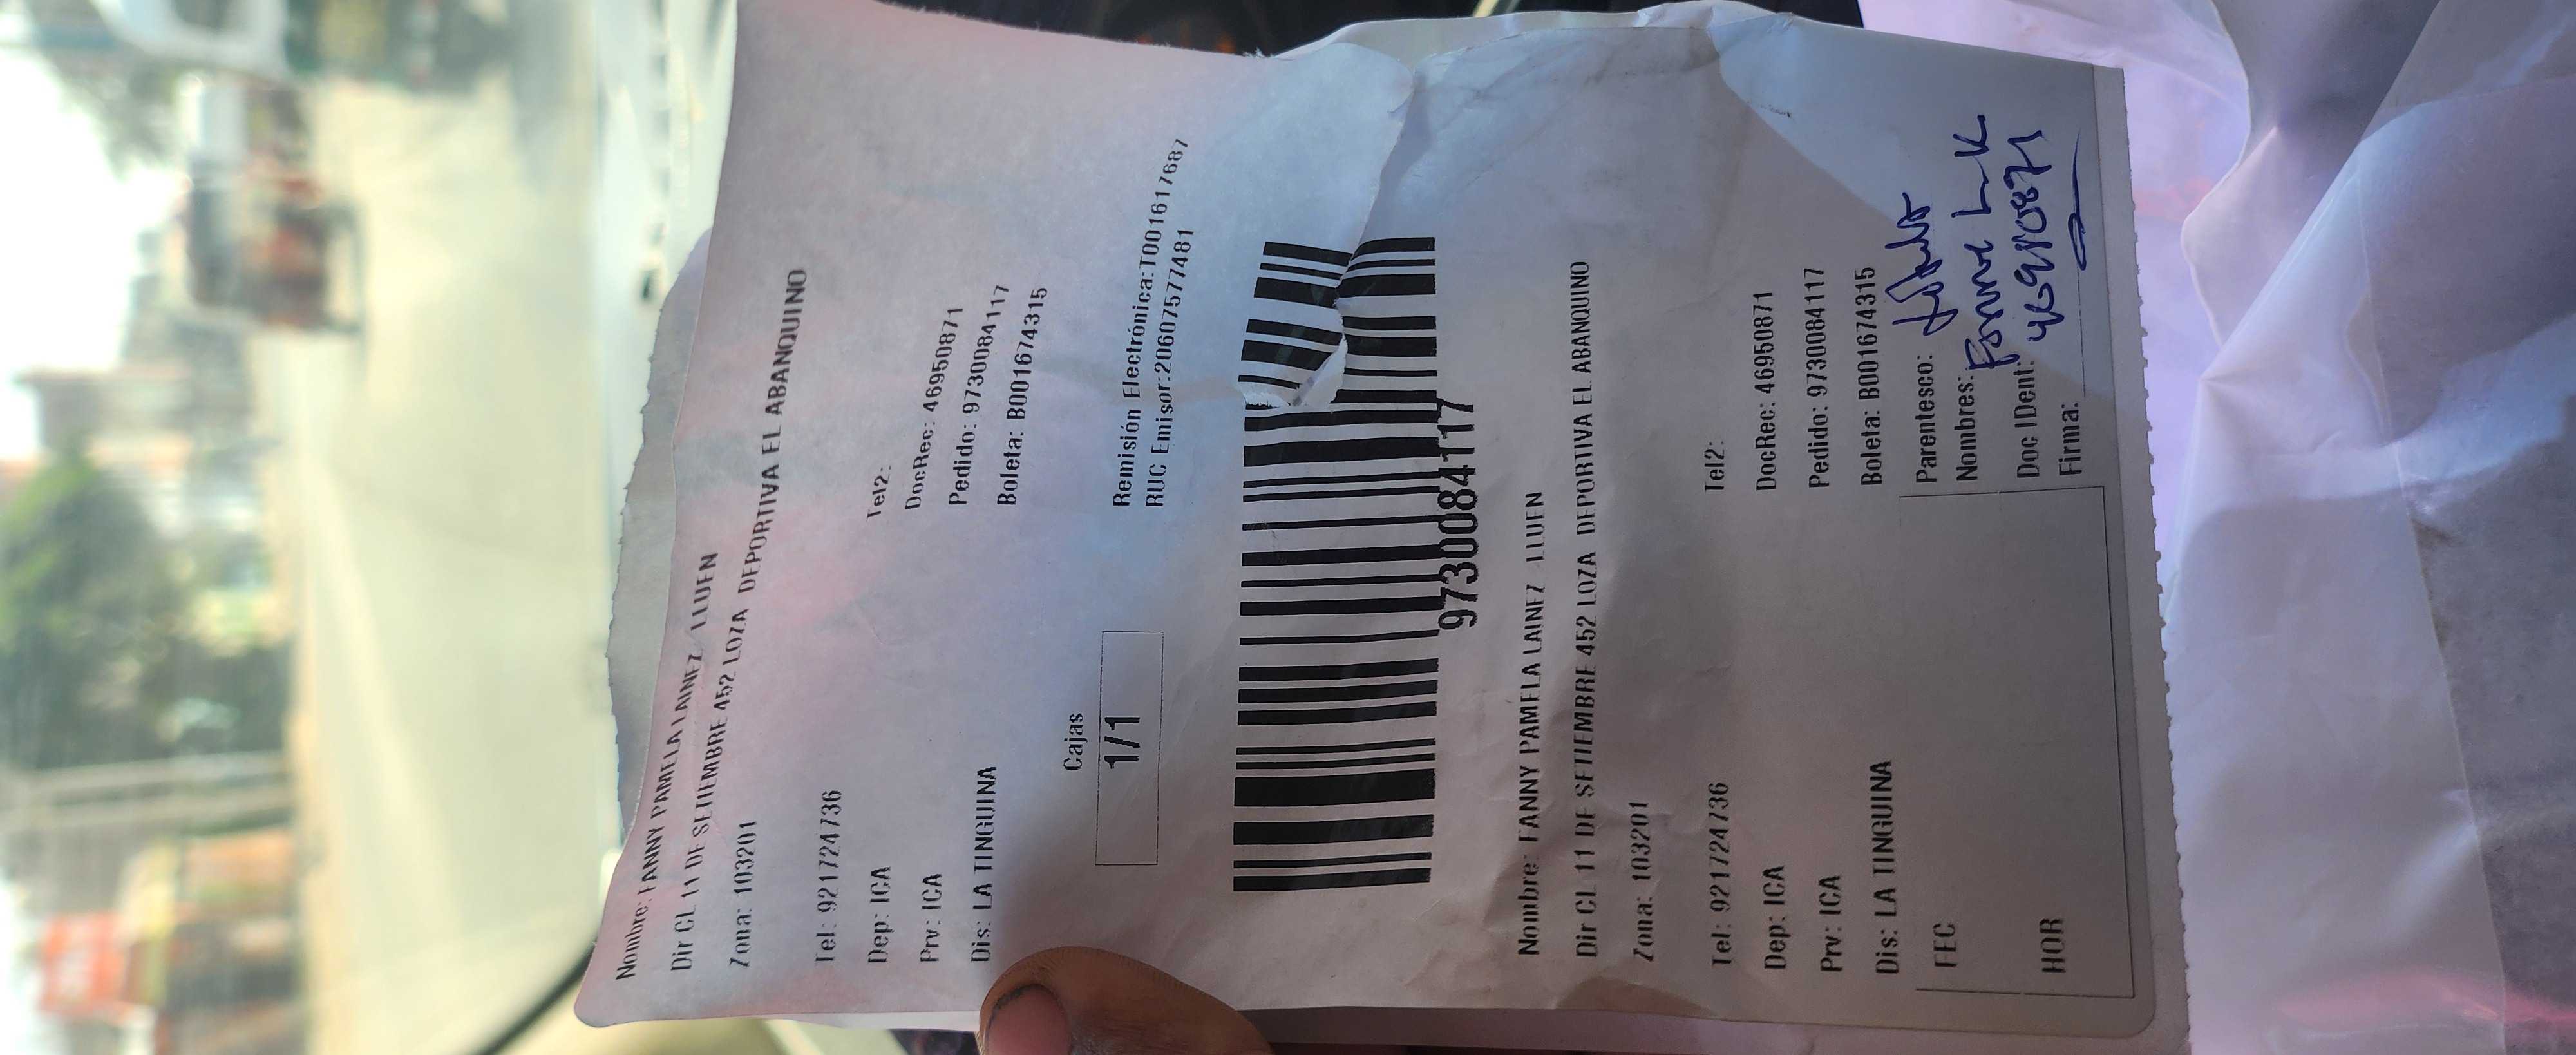 Nombre: FANNY PAMELA LAINEZ LLUEN
Dir CL 11 DE SETIEMBRE 452 LOZA DEPORTIVA EL ABANQUINO
Zona: 103201
Tel: 921724736 Tel2:
Dep: ICA DocRec: 46950871
Prv: ICA Pedido: 9730084117
Dis: LA TINGUINA Boleta: B001674315
Cajas
1/1
Remisión Electrónica:T001617687
RUC Emisor:20607577481
9730084117
Nombre: FANNY PAMELA LAINEZ LLUEN
Dir CL 11 DE SETIEMBRE 452 LOZA DEPORTIVA EL ABANQUINO
Zona: 103201
Tel: 921724736 Tel2:
Dep: ICA DocRec: 46950871
Prv: ICA Pedido: 9730084117
Dis: LA TINGUINA Boleta: B001674315
FEC Parentesco:
Nombres:
HOR Doc IDent:
Firma: